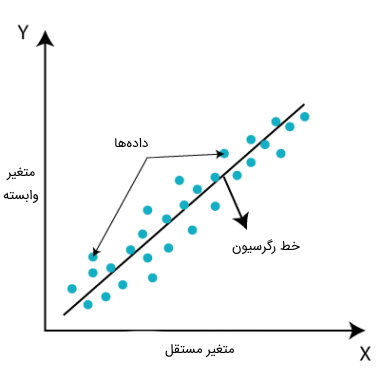 Y
داده‌ها
متغیر
وابسته
خط رگرسیون
متغیر مستقل
X